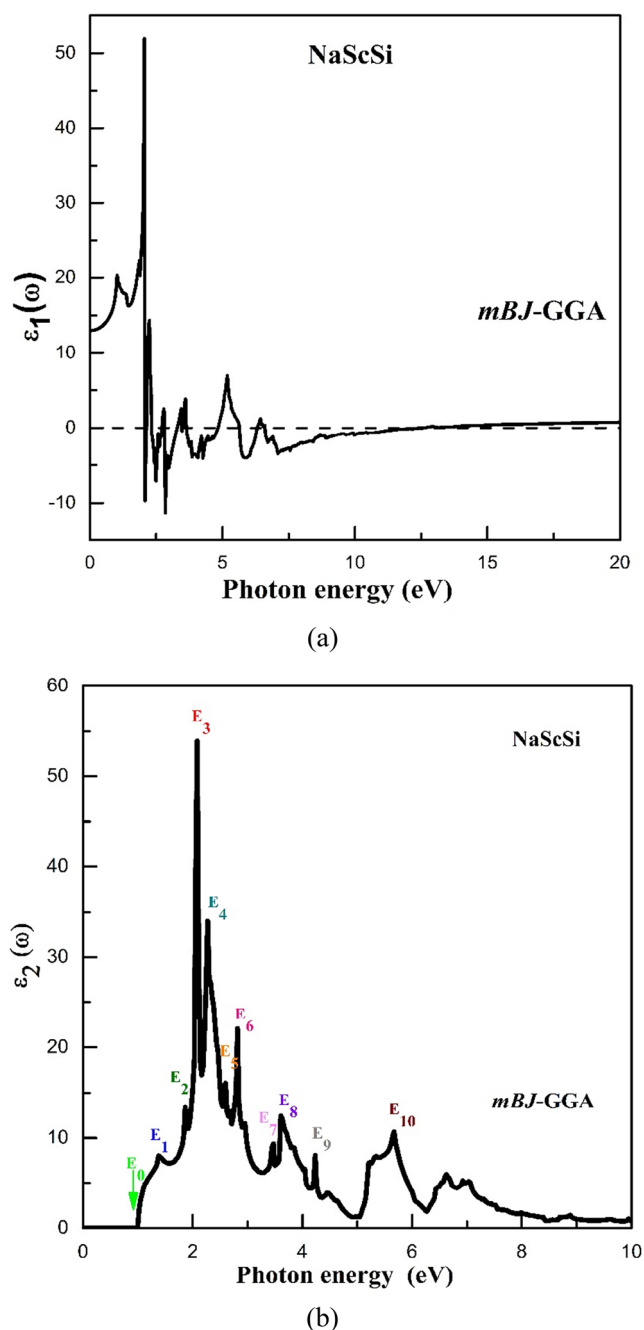 NaScSi
50
40
30
20
10
0
-10
ε₁(ω)
mBJ-GGA
0 5 10 15 20
Photon energy (eV)
(a)
60
50
40
30
20
10
0
ε₂(ω)
NaScSi
E₃
E₄
E₆
E₅
E₂
E₈
mBJ-GGA
E₇
E₁₀
E₁
E₉
E₀
0 2 4 6 8 10
Photon energy (eV)
(b)